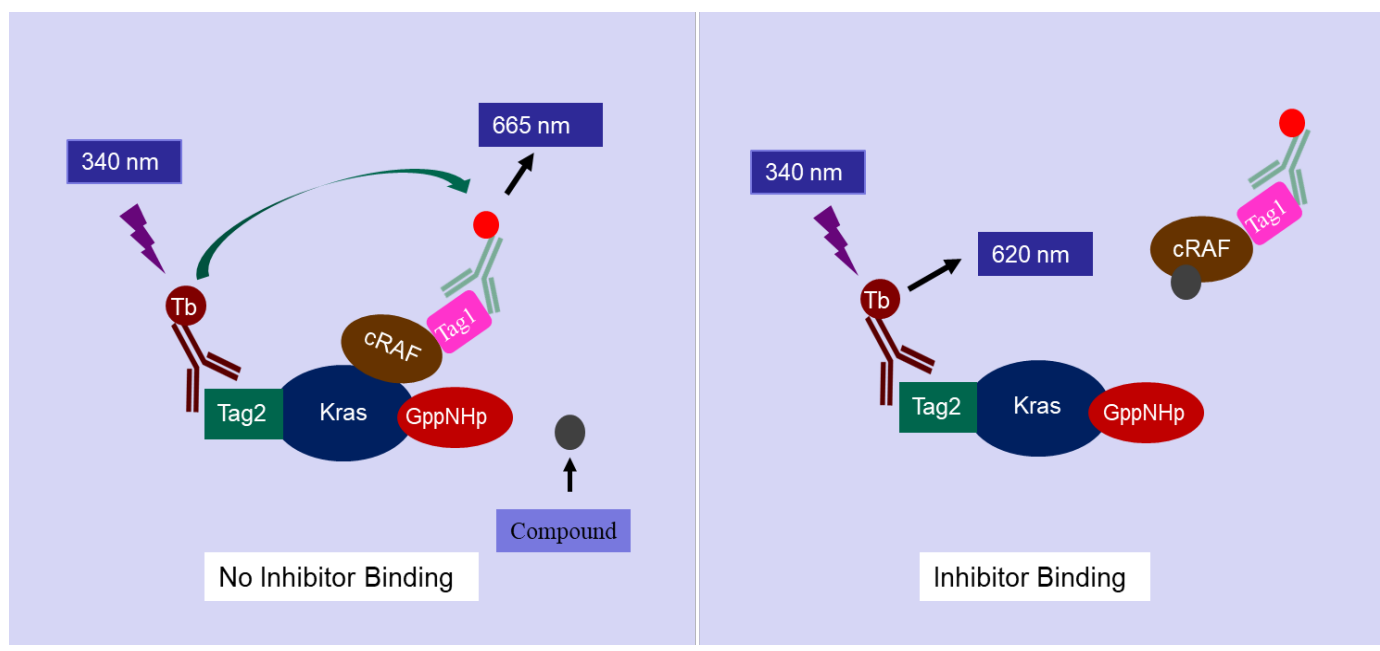 340 nm
665 nm
Tb
cRAF
Tag1
Tag2
Kras
GppNHp
Compound
No Inhibitor Binding
340 nm
620 nm
Tb
cRAF
Tag1
Tag2
Kras
GppNHp
Inhibitor Binding